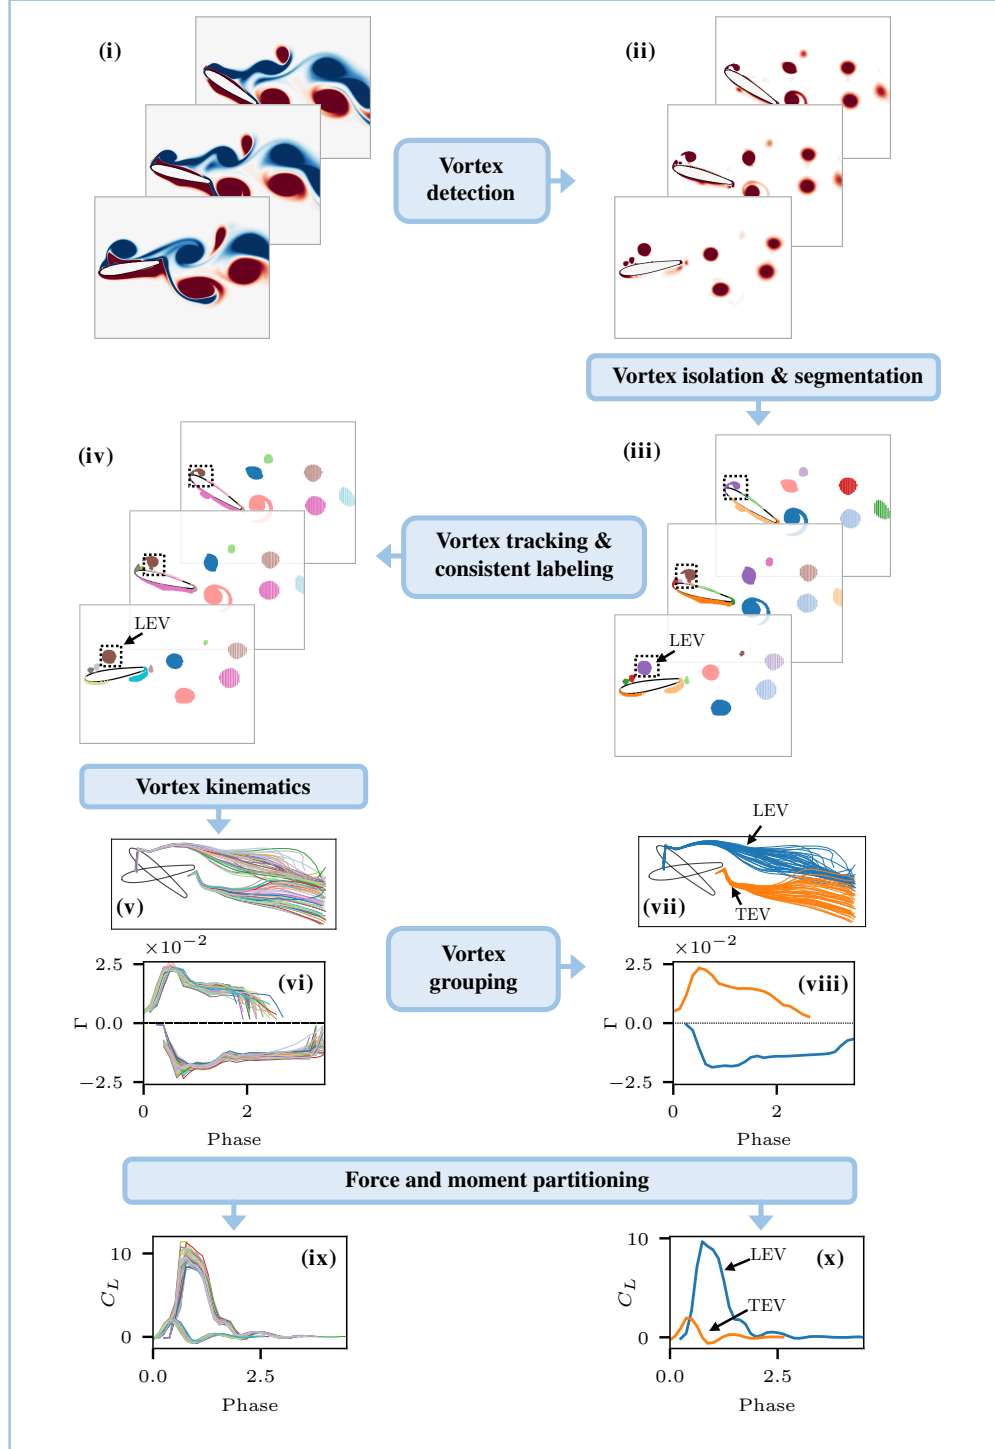 (i)
(ii)
Vortex
detection
Vortex isolation & segmentation
(iii)
(iv)
Vortex tracking &
consistent labeling
LEV
LEV
Vortex kinematics
(v)
LEV
TEV
(vii)
×10−2
2.5
0.0
−2.5
Γ
(vi)
0
2
Phase
Vortex
grouping
2.5
0.0
−2.5
Γ
(viii)
0
2
Phase
Force and moment partitioning
10
0
C_L
(ix)
0.0
2.5
Phase
10
0
C_L
(x)
LEV
TEV
0.0
2.5
Phase